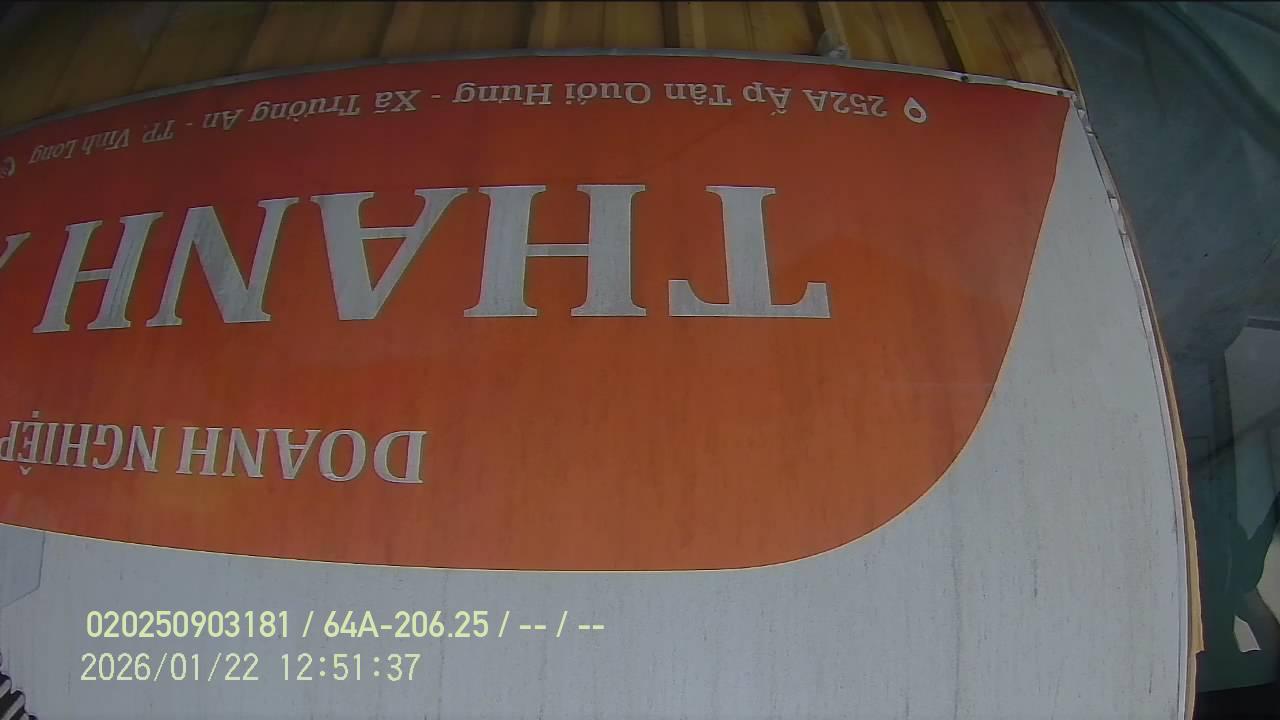 DOANH NGHIỆP
THANH
252A Ấp Tân Quới Hưng - Xã Trường An - TP. Vĩnh Long
020250903181 / 64A-206.25 / -- / --
2026/01/22 12:51:37